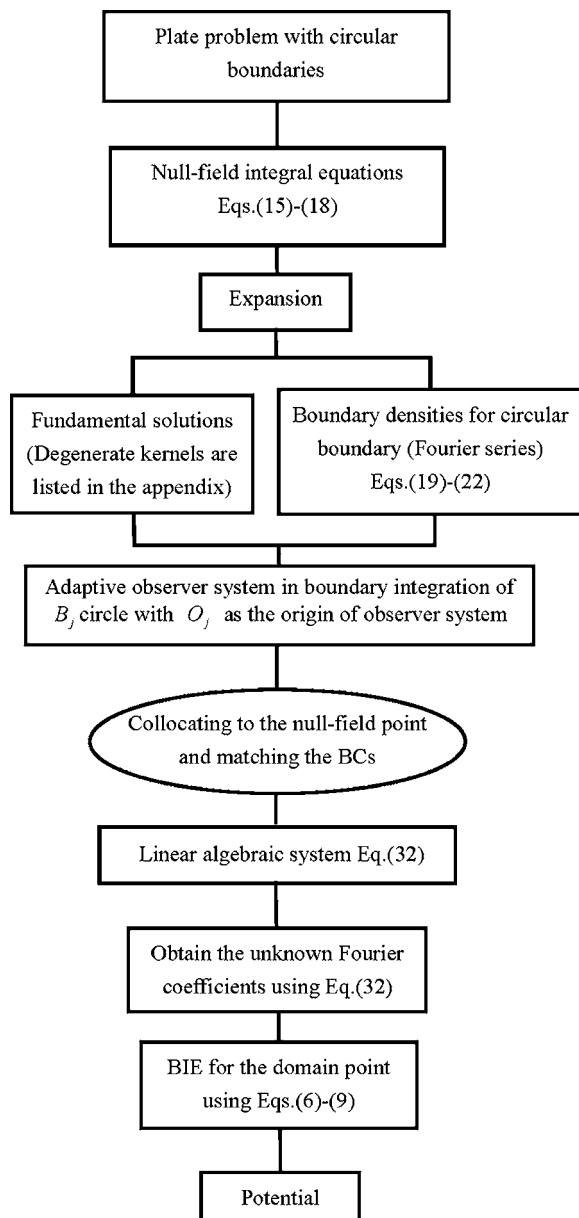 Plate problem with circular
boundaries
Null-field integral equations
Eqs.(15)-(18)
Expansion
Fundamental solutions
(Degenerate kernels are
listed in the appendix)
Boundary densities for circular
boundary (Fourier series)
Eqs.(19)-(22)
Adaptive observer system in boundary integration of
B_j circle with O_j as the origin of observer system
Collocating to the null-field point
and matching the BCs
Linear algebraic system Eq.(32)
Obtain the unknown Fourier
coefficients using Eq.(32)
BIE for the domain point
using Eqs.(6)-(9)
Potential